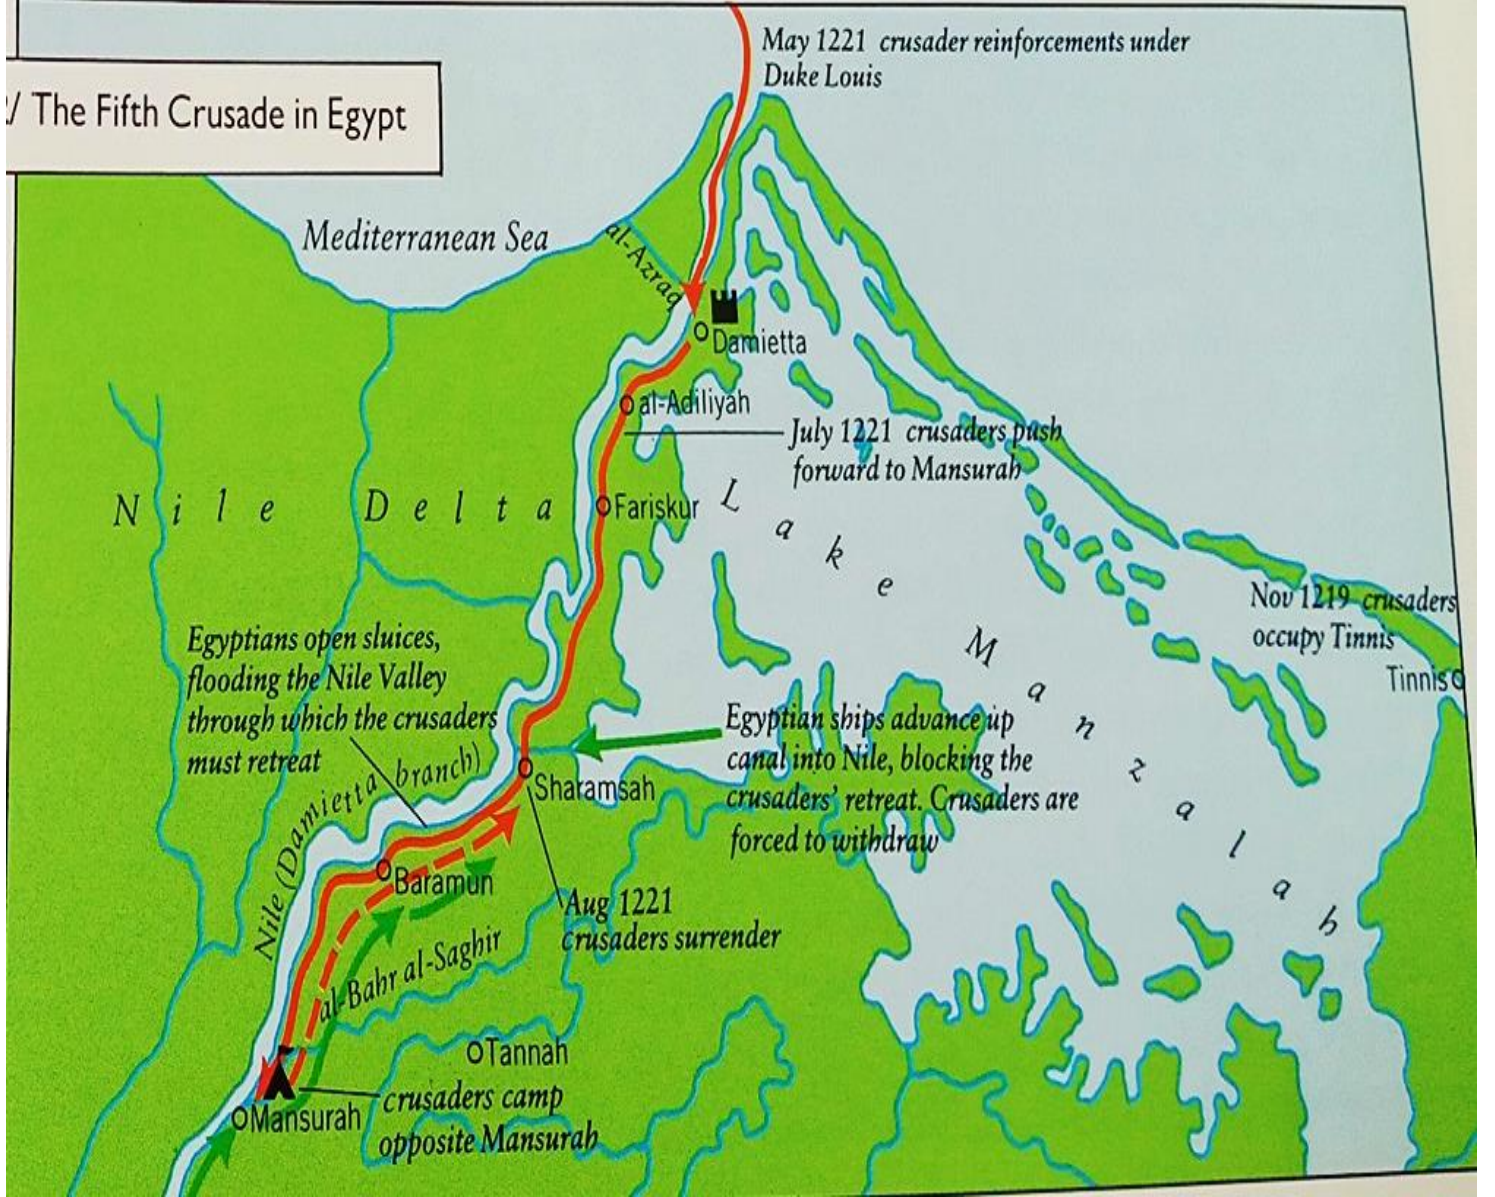 / The Fifth Crusade in Egypt
May 1221 crusader reinforcements under
Duke Louis
Mediterranean Sea
al-Azraq
Damietta
al-Adiliyah
July 1221 crusaders push
forward to Mansurah
Nile Delta
Fariskur
Lake Manzalah
Nov 1219 crusaders
occupy Tinnis
Tinnis
Egyptians open sluices,
flooding the Nile Valley
through which the crusaders
must retreat
Nile (Damietta branch)
Egyptian ships advance up
canal into Nile, blocking the
crusaders' retreat. Crusaders are
forced to withdraw
Sharamsah
Baramun
Aug 1221
crusaders surrender
al-Bahr al-Saghir
Tannah
crusaders camp
opposite Mansurah
Mansurah